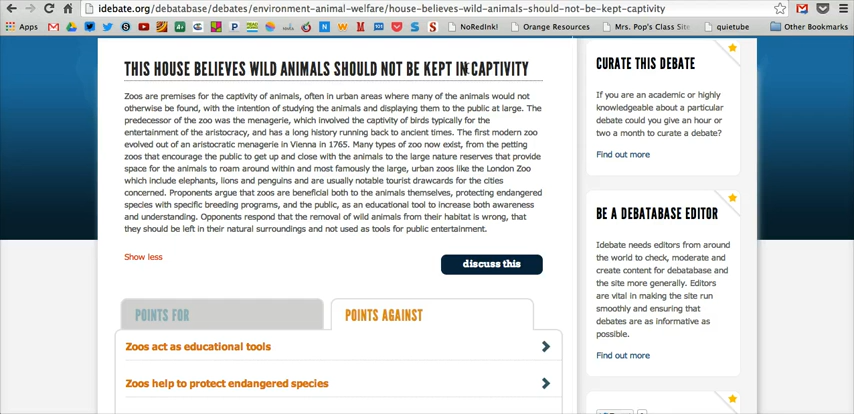 idebate.org/debatabase/debates/environment-animal-welfare/house-believes-wild-animals-should-not-be-kept-captivity
Apps
NoRedInk!
Orange Resources
Mrs. Pop's Class Site
quietube
Other Bookmarks
THIS HOUSE BELIEVES WILD ANIMALS SHOULD NOT BE KEPT IN CAPTIVITY
Zoos are premises for the captivity of animals, often in urban areas where many of the animals would not
otherwise be found, with the intention of studying the animals and displaying them to the public at large. The
predecessor of the zoo was the menagerie, which involved the captivity of birds typically for the
entertainment of the aristocracy, and has a long history running back to ancient times. The first modern zoo
evolved out of an aristocratic menagerie in Vienna in 1765. Many types of zoo now exist, from the petting
zoos that encourage the public to get up and close with the animals to the large nature reserves that provide
space for the animals to roam around within and most famously the large, urban zoos like the London Zoo
which include elephants, lions and penguins and are usually notable tourist drawcards for the cities
concerned. Proponents argue that zoos are beneficial both to the animals themselves, protecting endangered
species with specific breeding programs, and the public, as an educational tool to increase both awareness
and understanding. Opponents respond that the removal of wild animals from their habitat is wrong, that
they should be left in their natural surroundings and not used as tools for public entertainment.
Show less
discuss this
POINTS FOR
POINTS AGAINST
Zoos act as educational tools
Zoos help to protect endangered species
CURATE THIS DEBATE
If you are an academic or highly
knowledgeable about a particular
debate could you give an hour or
two a month to curate a debate?
Find out more
BE A DEBATABASE EDITOR
Idebate needs editors from around
the world to check, moderate and
create content for debatabase and
the site more generally. Editors
are vital in making the site run
smoothly and ensuring that
debates are as informative as
possible.
Find out more